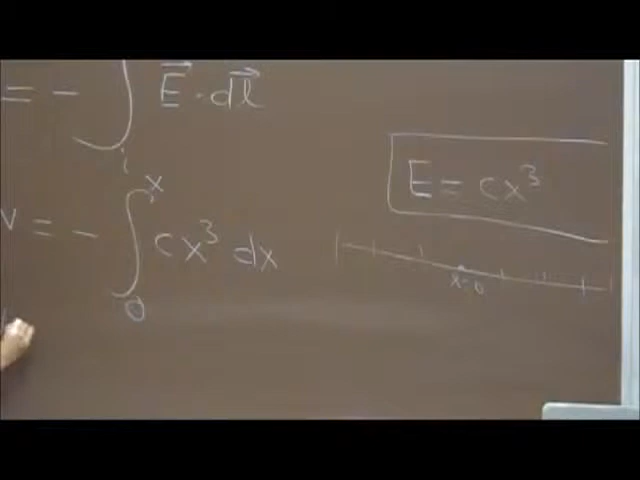 = - ∫ᵢ E⃗ · dl⃗
E = cx³
V = - ∫₀ˣ cx³ dx
x=0